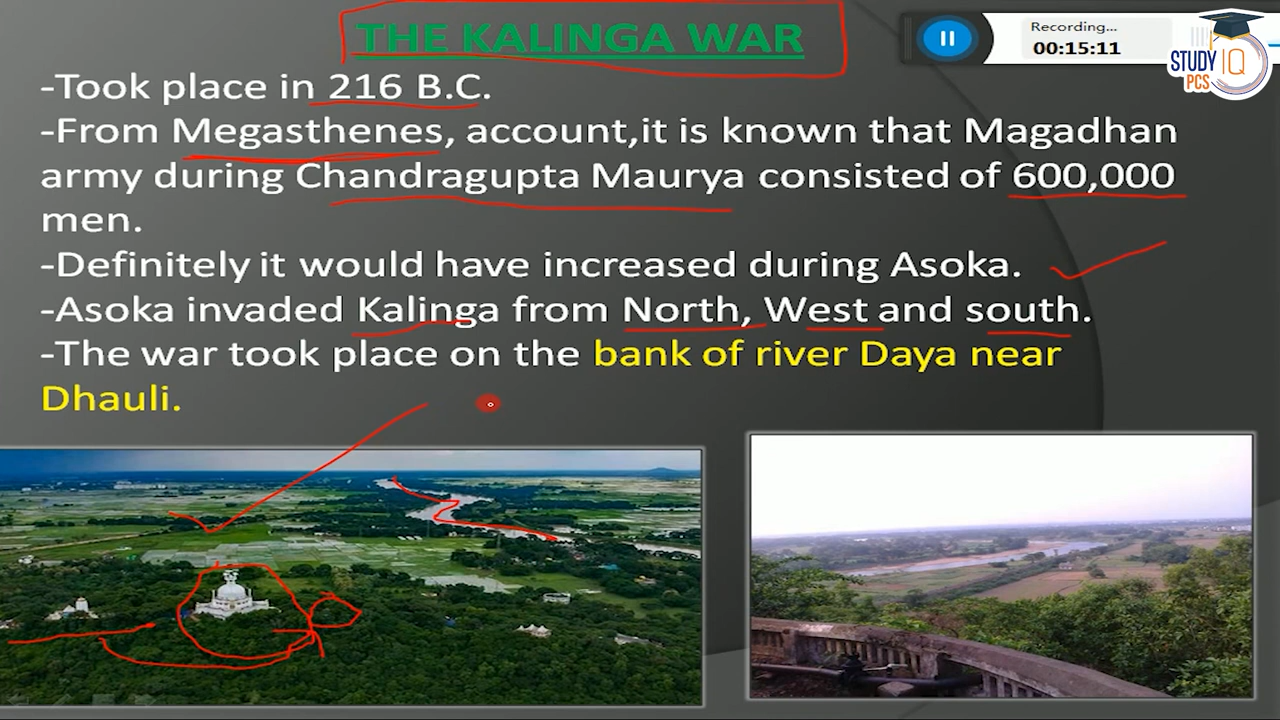 THE KALINGA WAR
Recording...
00:15:11
STUDY IQ
PCS
-Took place in 216 B.C.
-From Megasthenes, account,it is known that Magadhan
army during Chandragupta Maurya consisted of 600,000
men.
-Definitely it would have increased during Asoka.
-Asoka invaded Kalinga from North, West and south.
-The war took place on the bank of river Daya near
Dhauli.